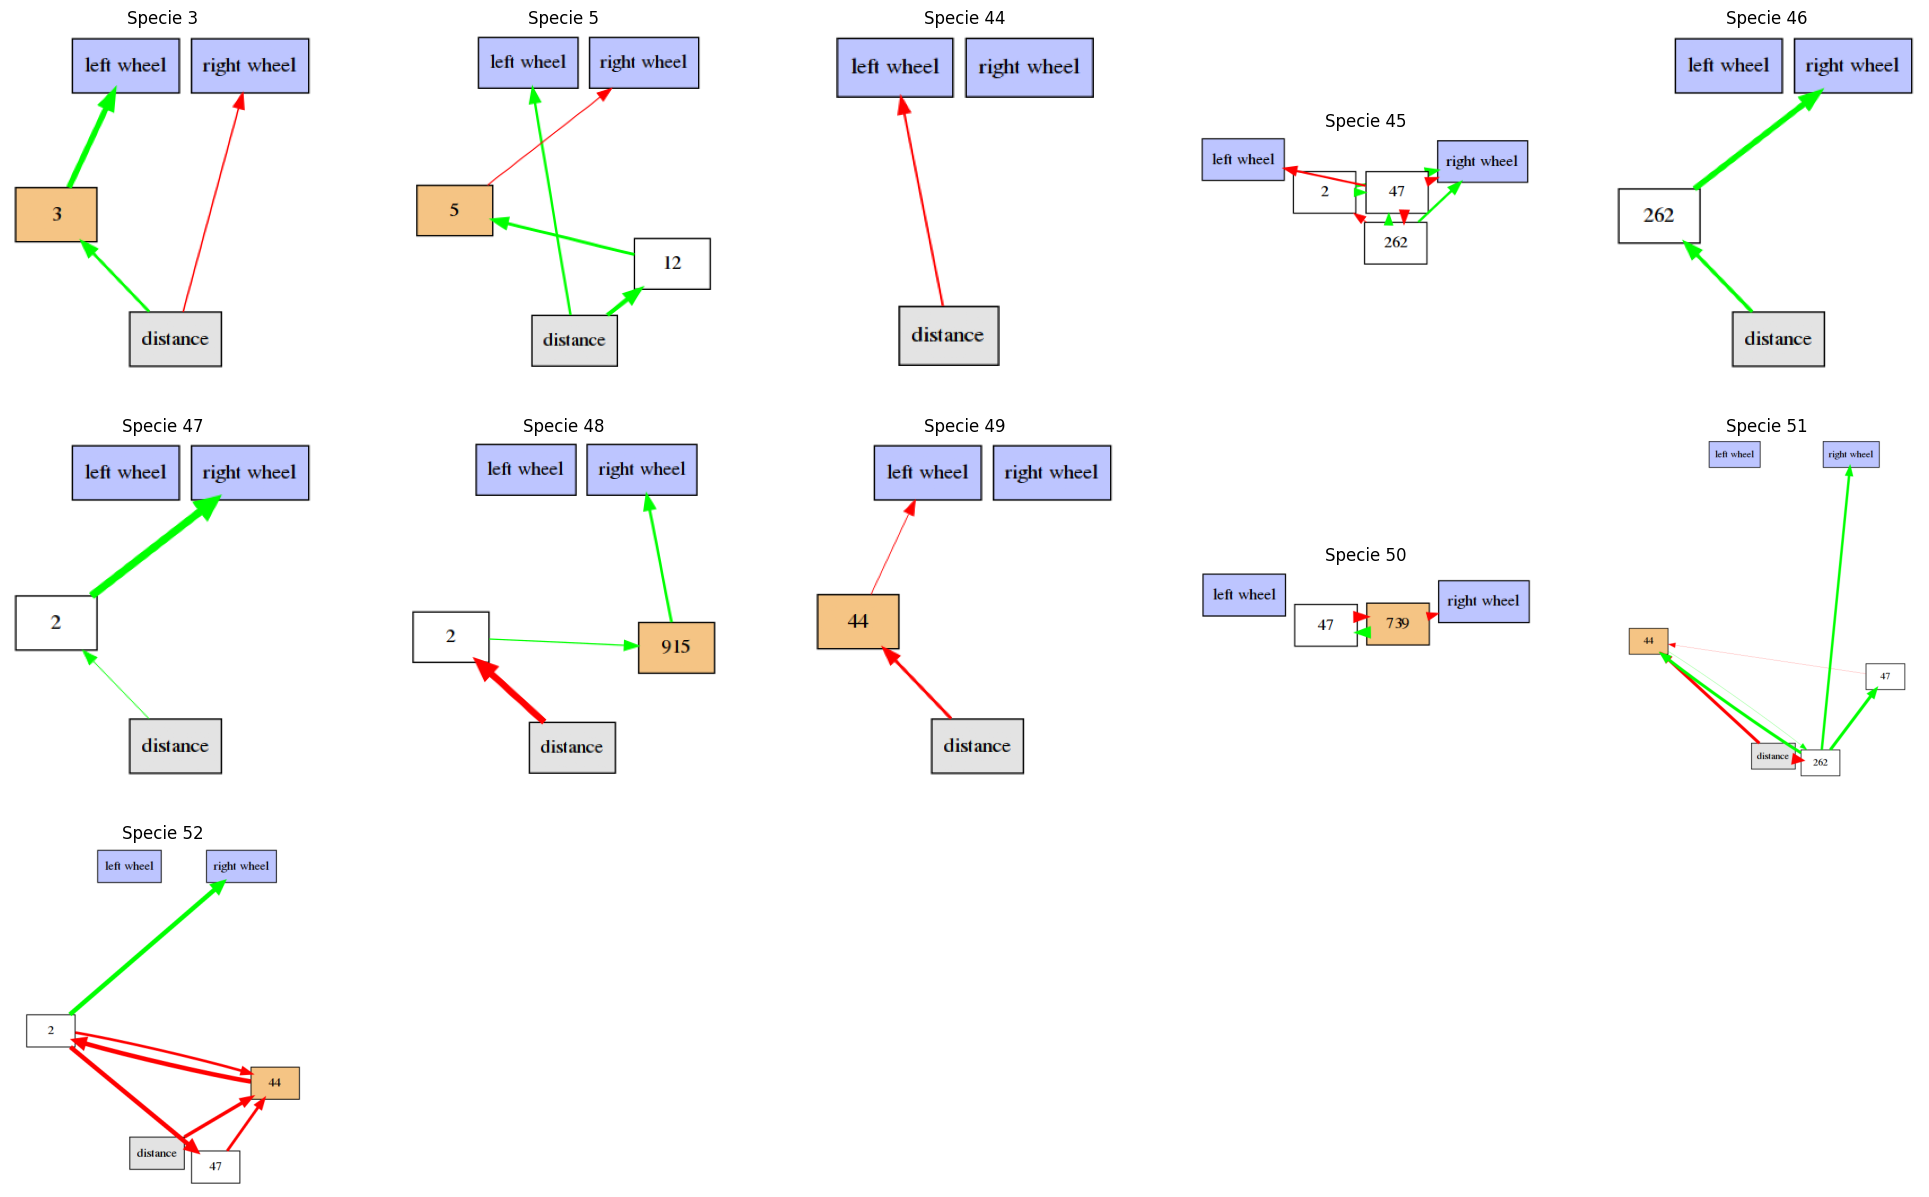 Specie 3
left wheel
right wheel
3
distance
Specie 5
left wheel
right wheel
5
12
distance
Specie 44
left wheel
right wheel
distance
Specie 45
left wheel
right wheel
2
47
262
Specie 46
left wheel
right wheel
262
distance
Specie 47
left wheel
right wheel
2
distance
Specie 48
left wheel
right wheel
2
915
distance
Specie 49
left wheel
right wheel
44
distance
Specie 50
left wheel
right wheel
47
739
Specie 51
left wheel
right wheel
44
47
distance
262
Specie 52
left wheel
right wheel
2
44
distance
47